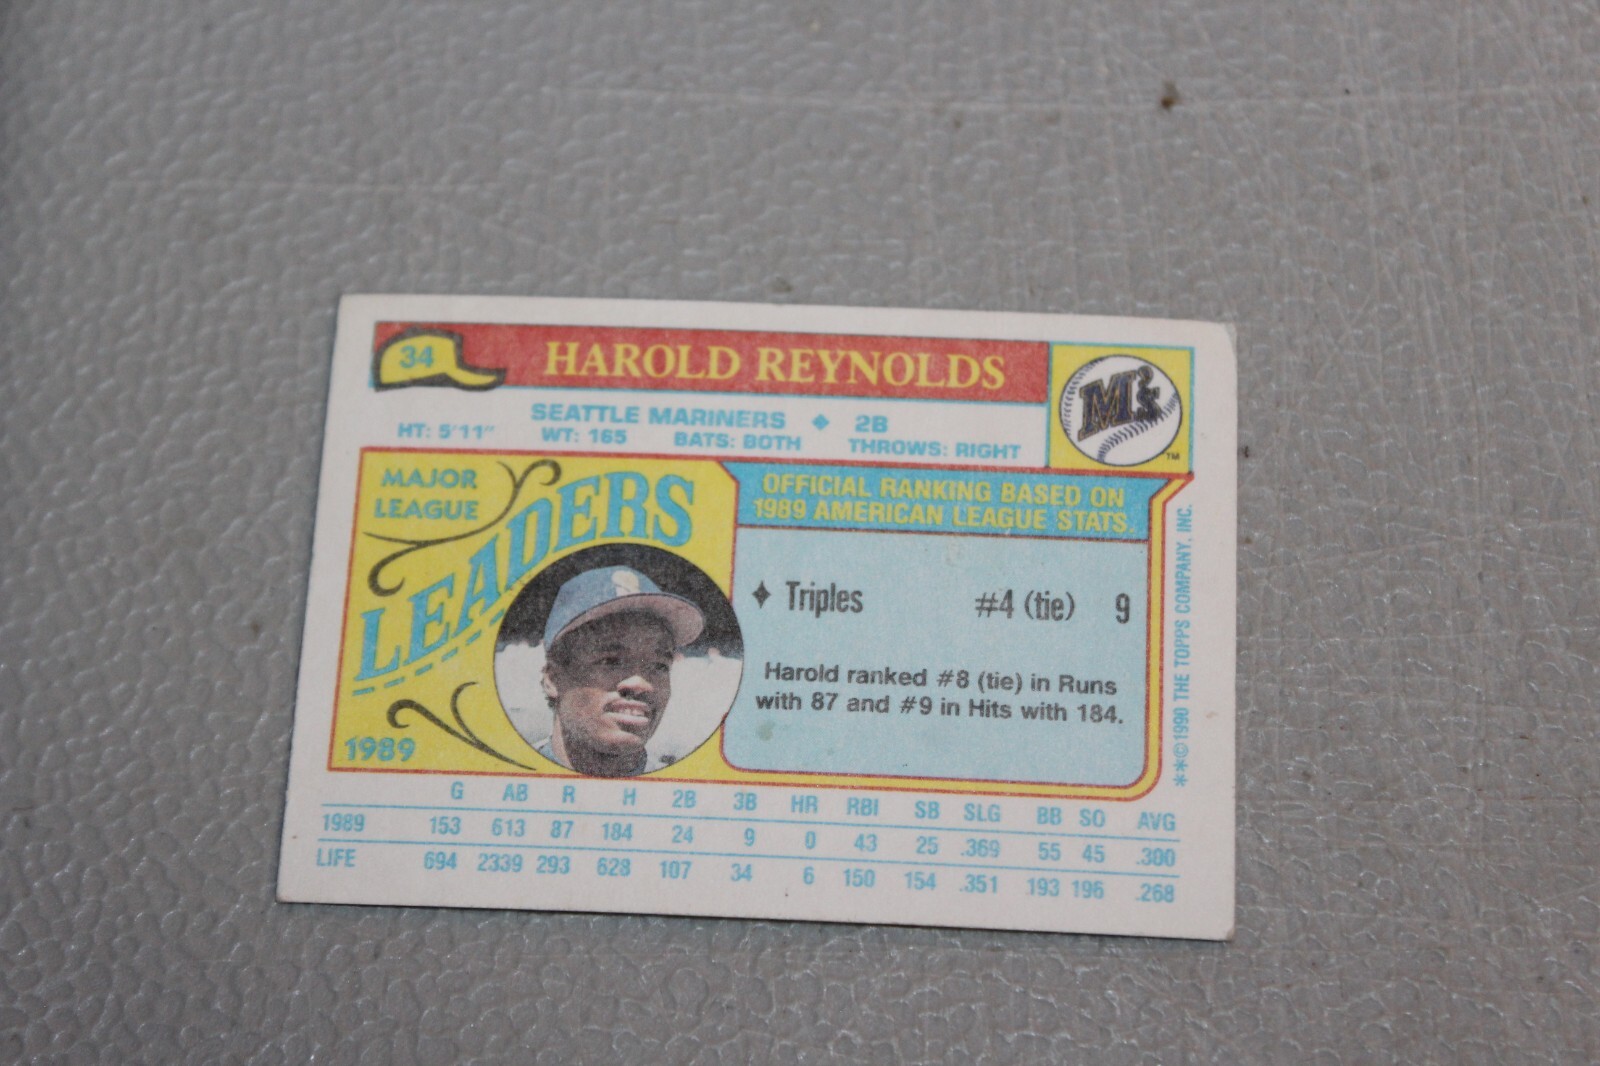 34 HAROLD REYNOLDS
SEATTLE MARINERS ♦ 2B
HT: 5'11" WT: 165 BATS: BOTH THROWS: RIGHT
M's
TM
MAJOR
LEAGUE
LEADERS
1989
OFFICIAL RANKING BASED ON
1989 AMERICAN LEAGUE STATS.
♦ Triples #4 (tie) 9
Harold ranked #8 (tie) in Runs
with 87 and #9 in Hits with 184.
**©1990 THE TOPPS COMPANY, INC.
G AB R H 2B 3B HR RBI SB SLG BB SO AVG
1989 153 613 87 184 24 9 0 43 25 .369 55 45 .300
LIFE 694 2339 293 628 107 34 6 150 154 .351 193 196 .268